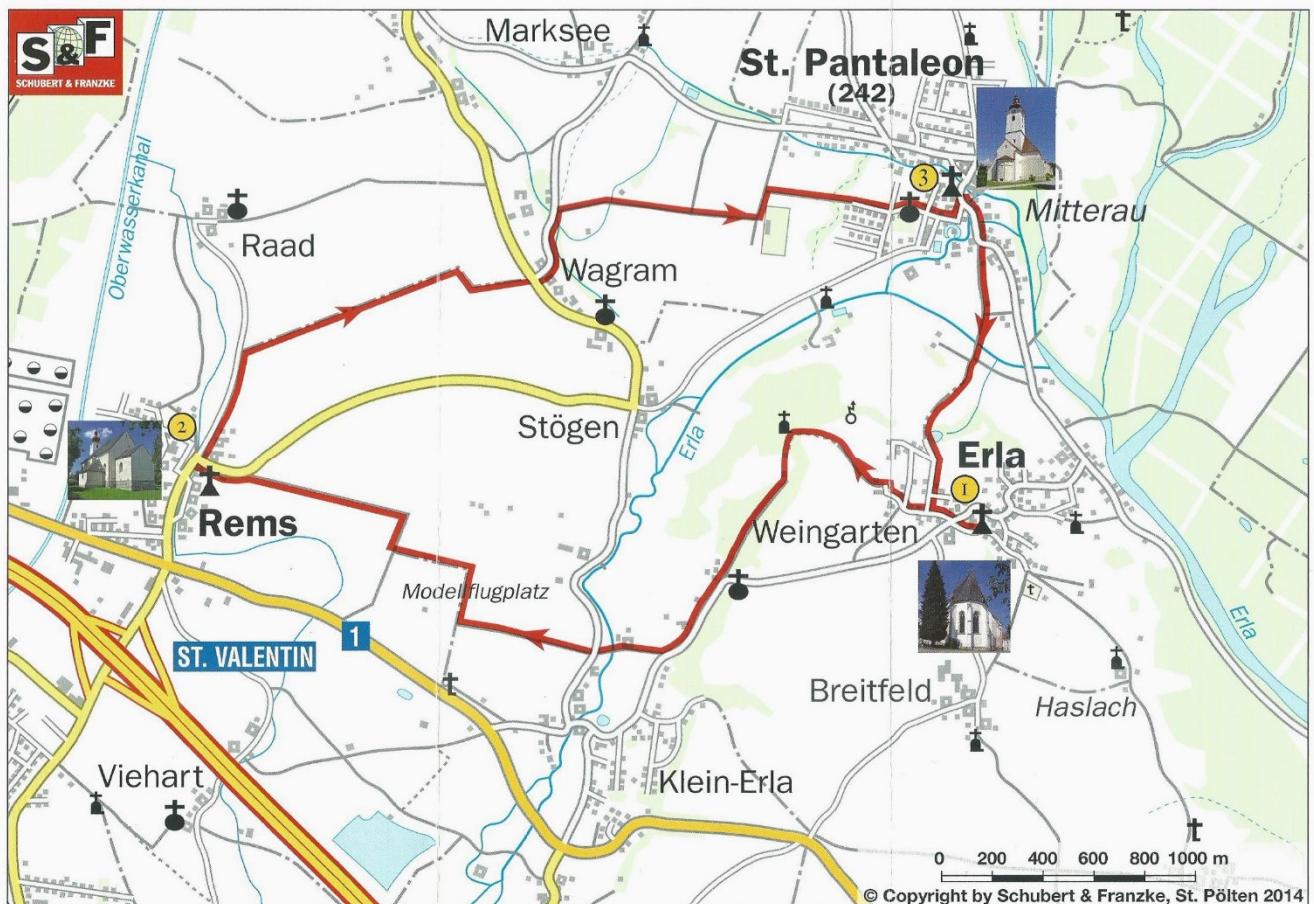 S&F
SCHUBERT & FRANZKE
Marksee
St. Pantaleon
(242)
3
Mitterau
Oberwasserkanal
Raad
Wagram
2
Stögen
Erla
Erla
1
Rems
Weingarten
Modellflugplatz
1
ST. VALENTIN
Erla
Breitfeld
Haslach
Viehart
Klein-Erla
0 200 400 600 800 1000 m
© Copyright by Schubert & Franzke, St. Pölten 2014